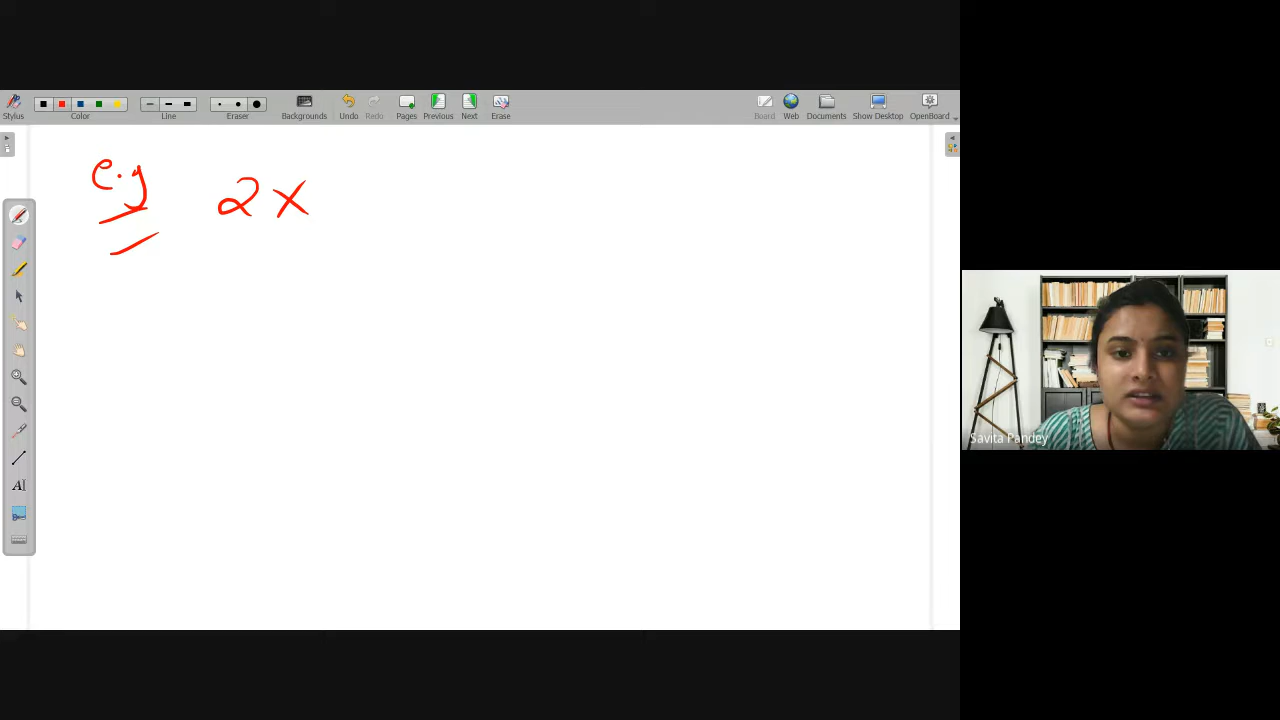 Stylus Color Line Eraser Backgrounds Undo Redo Pages Previous Next Erase Board Web Documents Show Desktop OpenBoard
e.g 2x
A
Savita Pandey